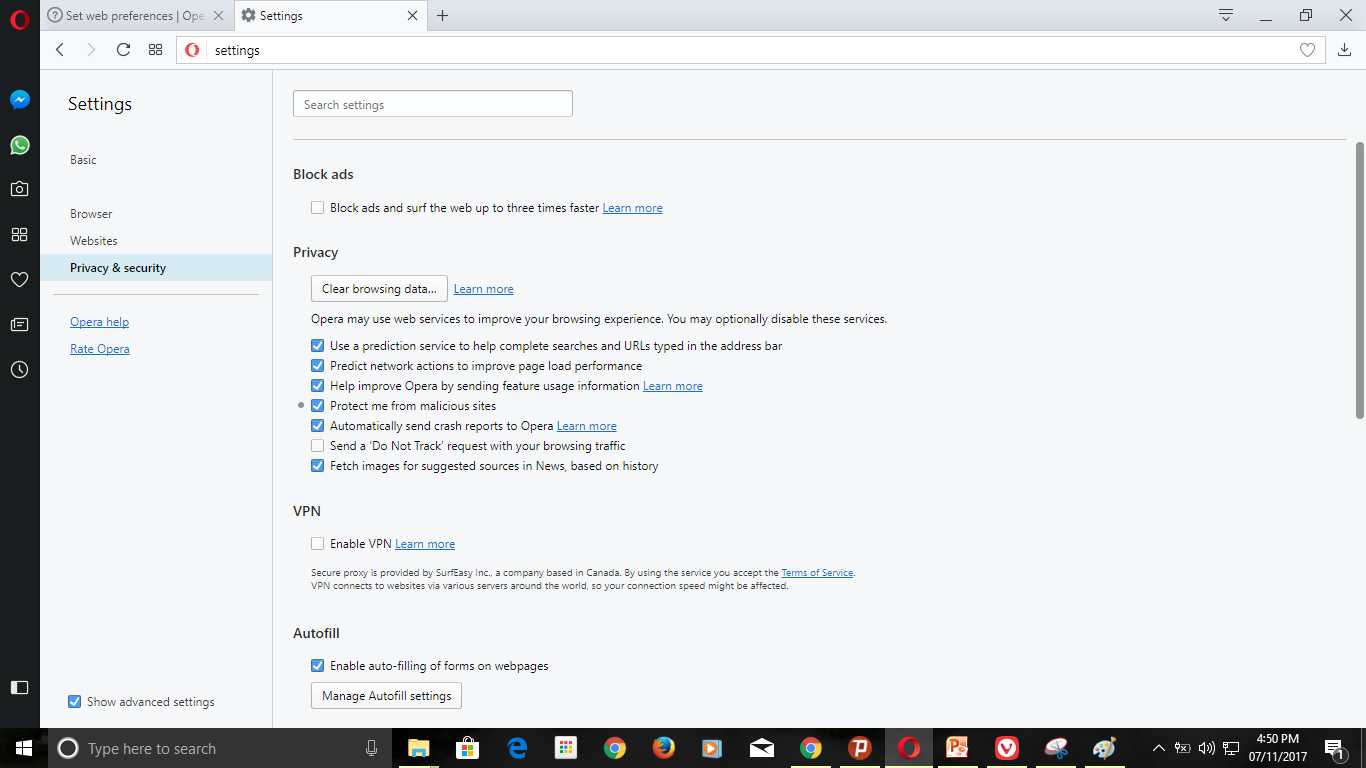 Set web preferences | Ope
Settings
settings
Settings
Search settings
Basic
Browser
Websites
Privacy & security
Opera help
Rate Opera
Block ads
Block ads and surf the web up to three times faster Learn more
Privacy
Clear browsing data... Learn more
Opera may use web services to improve your browsing experience. You may optionally disable these services.
Use a prediction service to help complete searches and URLs typed in the address bar
Predict network actions to improve page load performance
Help improve Opera by sending feature usage information Learn more
Protect me from malicious sites
Automatically send crash reports to Opera Learn more
Send a ‘Do Not Track’ request with your browsing traffic
Fetch images for suggested sources in News, based on history
VPN
Enable VPN Learn more
Secure proxy is provided by SurfEasy Inc., a company based in Canada. By using the service you accept the Terms of Service.
VPN connects to websites via various servers around the world, so your connection speed might be affected.
Autofill
Enable auto-filling of forms on webpages
Manage Autofill settings
Show advanced settings
Type here to search
4:50 PM
07/11/2017
1